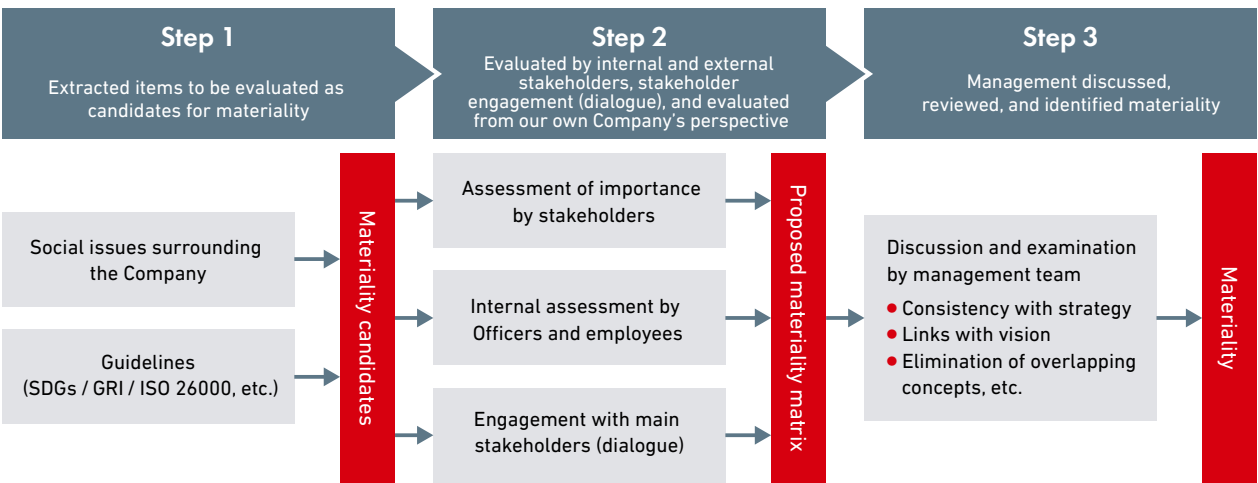 Step 1
Extracted items to be evaluated as
candidates for materiality
Step 2
Evaluated by internal and external
stakeholders, stakeholder
engagement (dialogue), and evaluated
from our own Company's perspective
Step 3
Management discussed,
reviewed, and identified materiality
Social issues surrounding
the Company
Guidelines
(SDGs / GRI / ISO 26000, etc.)
Materiality candidates
Assessment of importance
by stakeholders
Internal assessment by
Officers and employees
Engagement with main
stakeholders (dialogue)
Proposed materiality matrix
Discussion and examination
by management team
• Consistency with strategy
• Links with vision
• Elimination of overlapping
concepts, etc.
Materiality